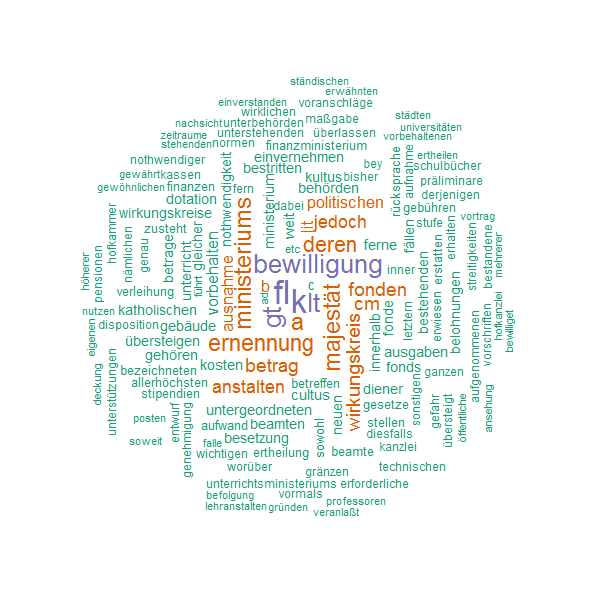 ständischen
erwähnten
einverstanden
voranschläge
wirklichen
städten
nachsicht
unterbehörden
maßgabe
universitäten
zeitraume
unterstehenden
überlassen
vorbehaltenen
stehenden
normen
finanzministerium
ertheilen
nothwendiger
einvernehmen
bey
rücksprache
aufnahme
schulbücher
gewährt
kassen
bestritten
kultus
bisher
präliminare
gewöhnlichen
finanzen
nothwendigkeit
fern
ministerium
behörden
derjenigen
dotation
dabei
politischen
gebühren
hofkammer
wirkungskreise
ministeriums
weit
lit
jedoch
fällen
stufe
vortrag
zusteht
gleicher
etc
deren
ferne
erhalten
streitigkeiten
bestandene
mehrerer
höherer
pensionen
nämlichen
genau
betrage
unterricht
führt
vorbehalten
ausnahme
bewilligung
inner
bestehenden
erstatten
hofkanzlei
nutzen
katholischen
b
ad
fl
k
lt
c
majestät
fonden
letztern
erwiesen
belohnungen
vorschriften
bewilliget
eigenen
disposition
gebäude
gt
a
cm
fonde
aufgenommenen
übersteigen
ernennung
wirkungskreis
innerhalb
ausgaben
deckung
unterstützungen
gehören
kosten
betrag
fonds
ganzen
bezeichneten
allerhöchsten
anstalten
betreffen
diener
sonstigen
gefahr
übersteigt
öffentliche
ansehung
stipendien
cultus
gesetze
verleihung
posten
entwurf
genehmigung
untergeordneten
neuen
stellen
aufwand
beamten
sowohl
diesfalls
soweit
falle
besetzung
kanzlei
wichtigen
ertheilung
beamte
worüber
gränzen
technischen
unterrichtsministeriums
erforderliche
befolgung
vormals
professoren
lehranstalten
gründen
veranlaßt